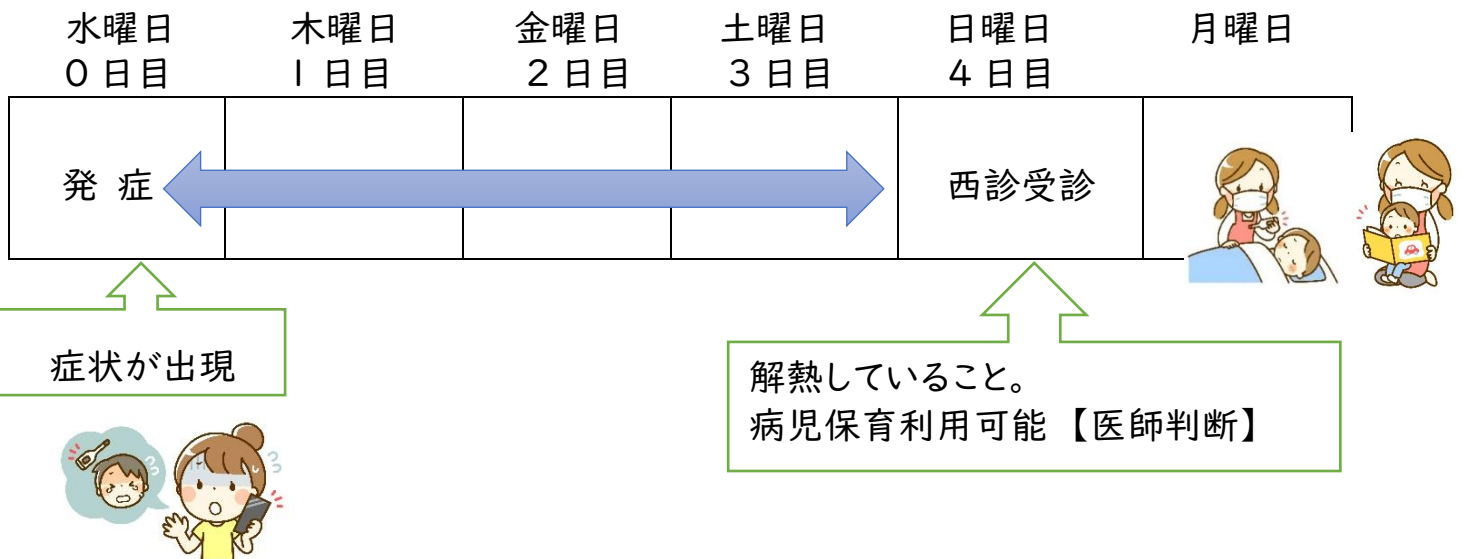 水曜日 木曜日 金曜日 土曜日 日曜日 月曜日
0日目 1日目 2日目 3日目 4日目
発 症 西診受診
症状が出現
解熱していること。
病児保育利用可能【医師判断】